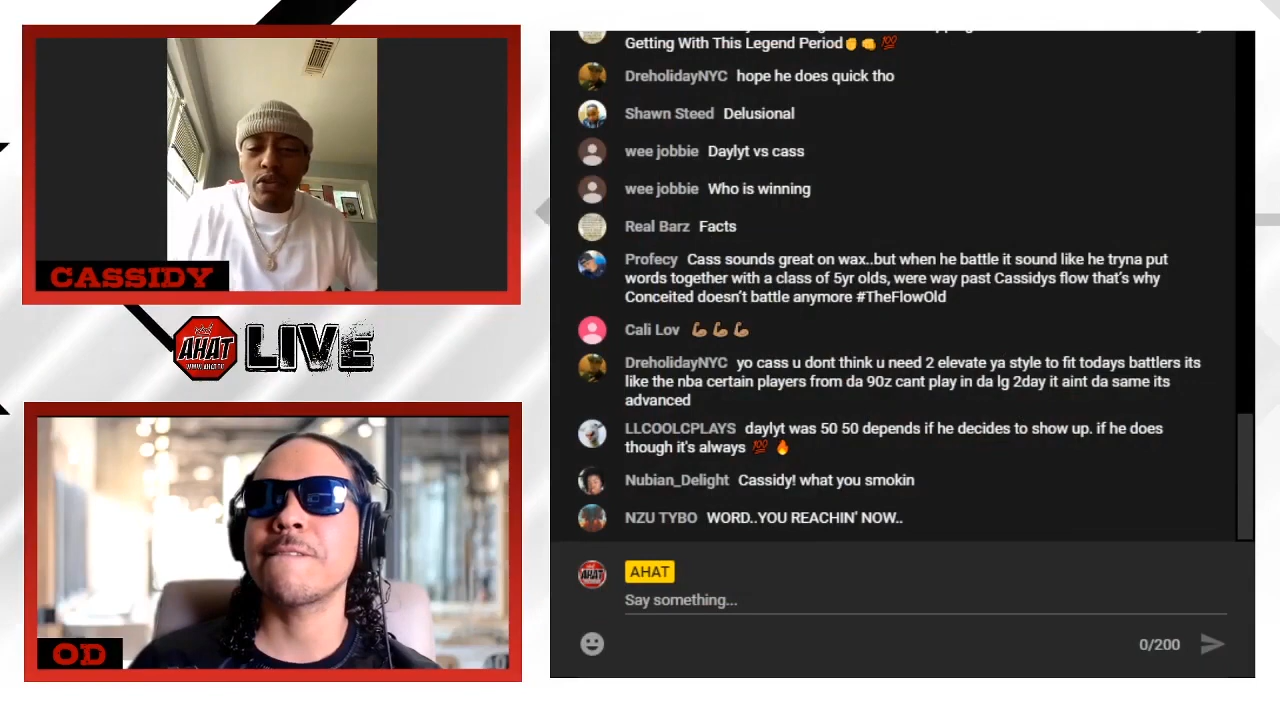 CASSIDY
AHAT
LIVE
OD
Getting With This Legend Period✊👊 💯
DreholidayNYC hope he does quick tho
Shawn Steed Delusional
wee jobbie Daylyt vs cass
wee jobbie Who is winning
Real Barz Facts
Profecy Cass sounds great on wax..but when he battle it sound like he tryna put
words together with a class of 5yr olds, were way past Cassidys flow that's why
Conceited doesn't battle anymore #TheFlowOld
Cali Lov 💪🏽 💪🏽 💪🏽
DreholidayNYC yo cass u dont think u need 2 elevate ya style to fit todays battlers its
like the nba certain players from da 90z cant play in da lg 2day it aint da same its
advanced
LLCOOLCPLAYS daylyt was 50 50 depends if he decides to show up. if he does
though it's always 💯 🔥
Nubian_Delight Cassidy! what you smokin
NZU TYBO WORD..YOU REACHIN' NOW..
AHAT
AHAT
Say something...
0/200